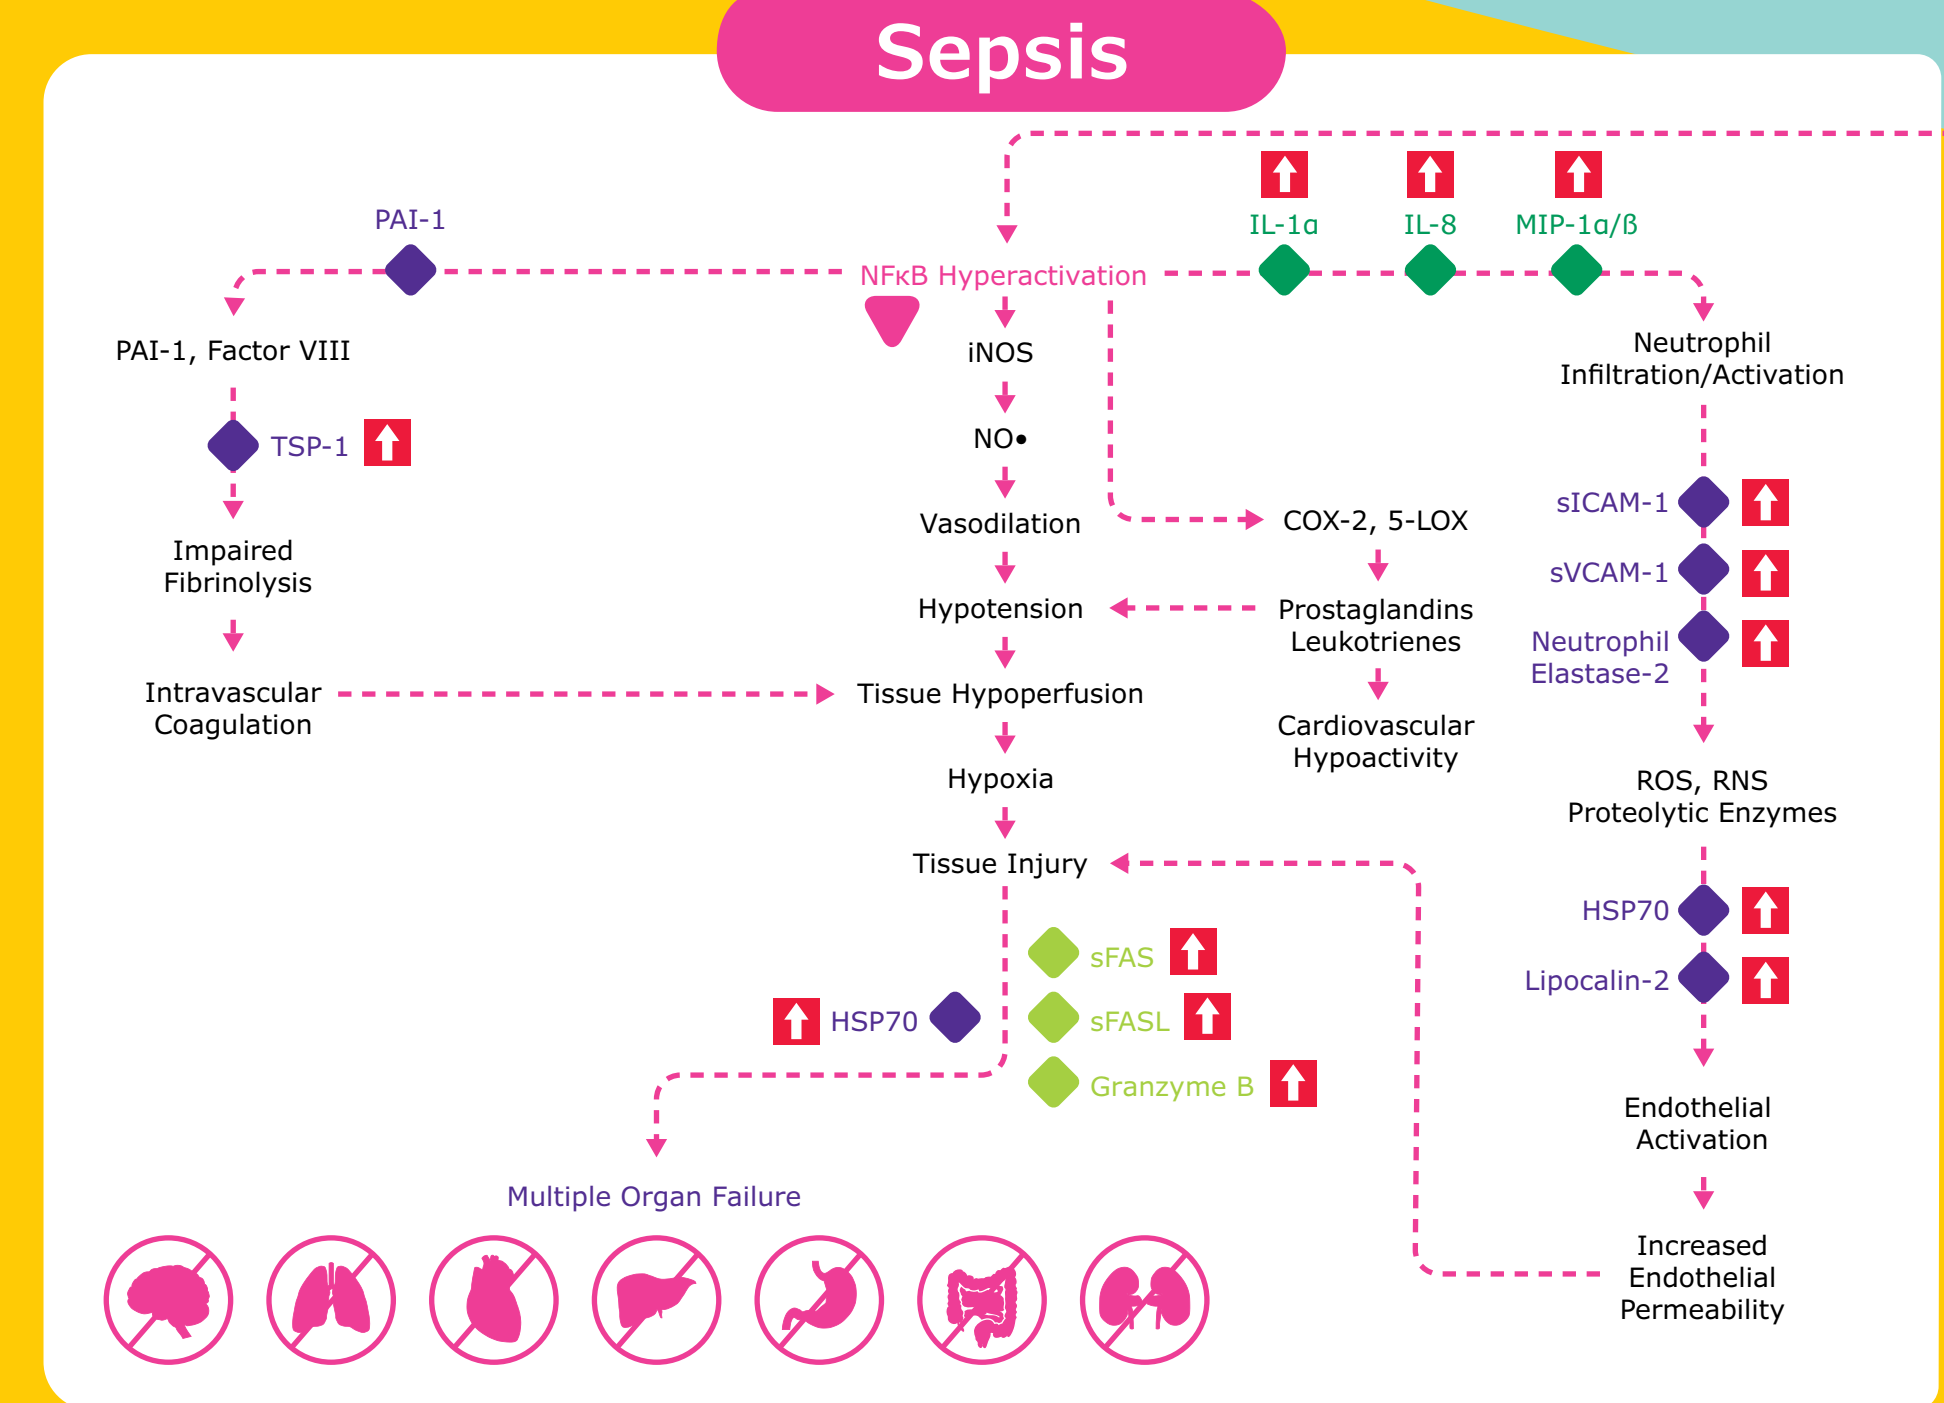 Sepsis
PAI-1
IL-1α
IL-8
MIP-1α/ß
NFκB Hyperactivation
PAI-1, Factor VIII
TSP-1
Impaired
Fibrinolysis
Intravascular
Coagulation
iNOS
NO•
Vasodilation
Hypotension
Tissue Hypoperfusion
Hypoxia
Tissue Injury
COX-2, 5-LOX
Prostaglandins
Leukotrienes
Cardiovascular
Hypoactivity
Neutrophil
Infiltration/Activation
sICAM-1
sVCAM-1
Neutrophil
Elastase-2
ROS, RNS
Proteolytic Enzymes
HSP70
Lipocalin-2
Endothelial
Activation
Increased
Endothelial
Permeability
sFAS
HSP70
sFASL
Granzyme B
Multiple Organ Failure